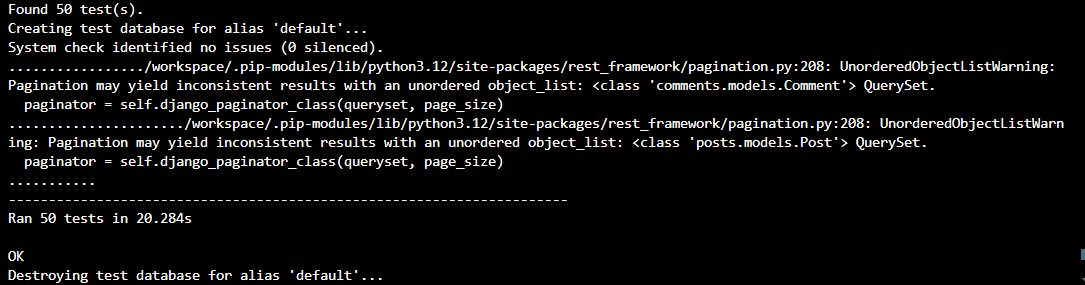 Found 50 test(s).
Creating test database for alias 'default'...
System check identified no issues (0 silenced).
................./workspace/.pip-modules/lib/python3.12/site-packages/rest_framework/pagination.py:208: UnorderedObjectListWarning:
Pagination may yield inconsistent results with an unordered object_list: <class 'comments.models.Comment'> QuerySet.
  paginator = self.django_paginator_class(queryset, page_size)
....................../workspace/.pip-modules/lib/python3.12/site-packages/rest_framework/pagination.py:208: UnorderedObjectListWarn
ing: Pagination may yield inconsistent results with an unordered object_list: <class 'posts.models.Post'> QuerySet.
  paginator = self.django_paginator_class(queryset, page_size)
...........
----------------------------------------------------------------------
Ran 50 tests in 20.284s

OK
Destroying test database for alias 'default'...